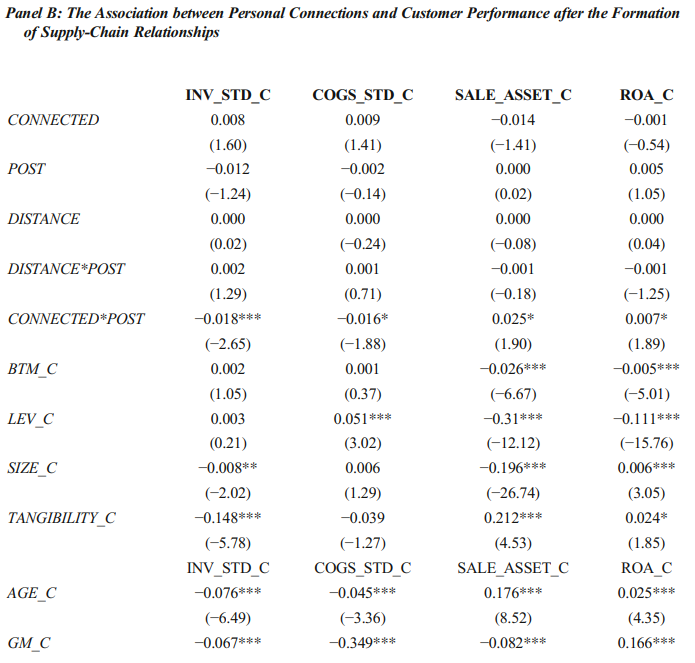 Panel B: The Association between Personal Connections and Customer Performance after the Formation
of Supply-Chain Relationships
INV_STD_C COGS_STD_C SALE_ASSET_C ROA_C
CONNECTED 0.008 0.009 −0.014 −0.001
(1.60) (1.41) (−1.41) (−0.54)
POST −0.012 −0.002 0.000 0.005
(−1.24) (−0.14) (0.02) (1.05)
DISTANCE 0.000 0.000 0.000 0.000
(0.02) (−0.24) (−0.08) (0.04)
DISTANCE*POST 0.002 0.001 −0.001 −0.001
(1.29) (0.71) (−0.18) (−1.25)
CONNECTED*POST −0.018*** −0.016* 0.025* 0.007*
(−2.65) (−1.88) (1.90) (1.89)
BTM_C 0.002 0.001 −0.026*** −0.005***
(1.05) (0.37) (−6.67) (−5.01)
LEV_C 0.003 0.051*** −0.31*** −0.111***
(0.21) (3.02) (−12.12) (−15.76)
SIZE_C −0.008** 0.006 −0.196*** 0.006***
(−2.02) (1.29) (−26.74) (3.05)
TANGIBILITY_C −0.148*** −0.039 0.212*** 0.024*
(−5.78) (−1.27) (4.53) (1.85)
INV_STD_C COGS_STD_C SALE_ASSET_C ROA_C
AGE_C −0.076*** −0.045*** 0.176*** 0.025***
(−6.49) (−3.36) (8.52) (4.35)
GM_C −0.067*** −0.349*** −0.082*** 0.166***